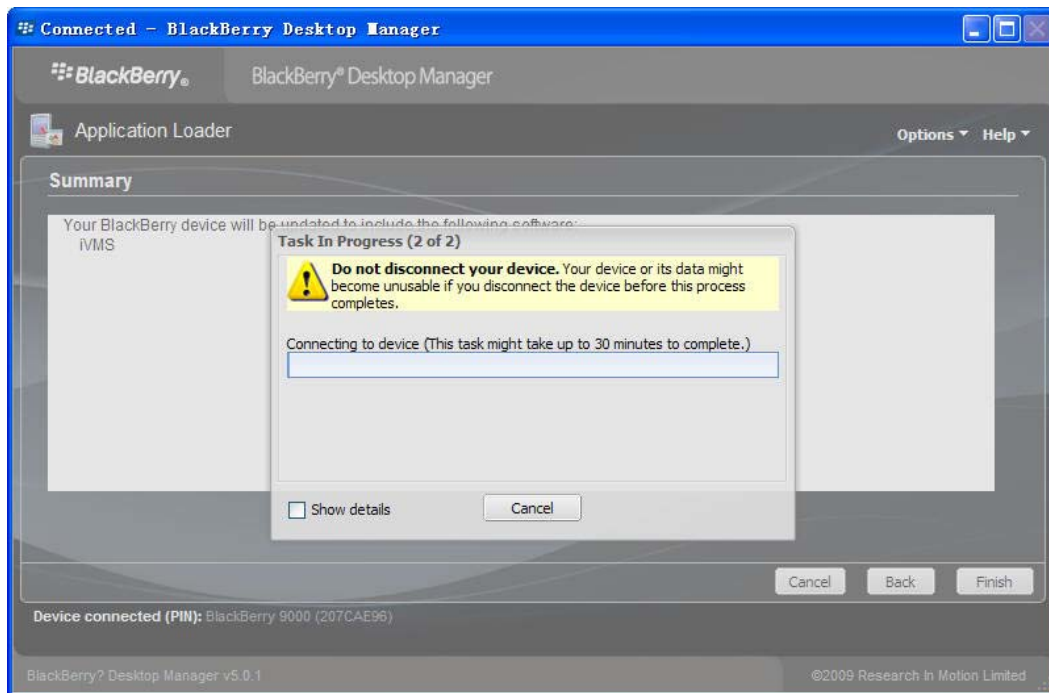 Connected - BlackBerry Desktop Manager
BlackBerry®
BlackBerry® Desktop Manager
Application Loader
Options
Help
Summary
Your BlackBerry device will be updated to include the following software:
iVMS
Task In Progress (2 of 2)
Do not disconnect your device. Your device or its data might
become unusable if you disconnect the device before this process
completes.
Connecting to device (This task might take up to 30 minutes to complete.)
Show details
Cancel
Cancel
Back
Finish
Device connected (PIN): BlackBerry 9000 (207CAE96)
BlackBerry? Desktop Manager v5.0.1
©2009 Research In Motion Limited